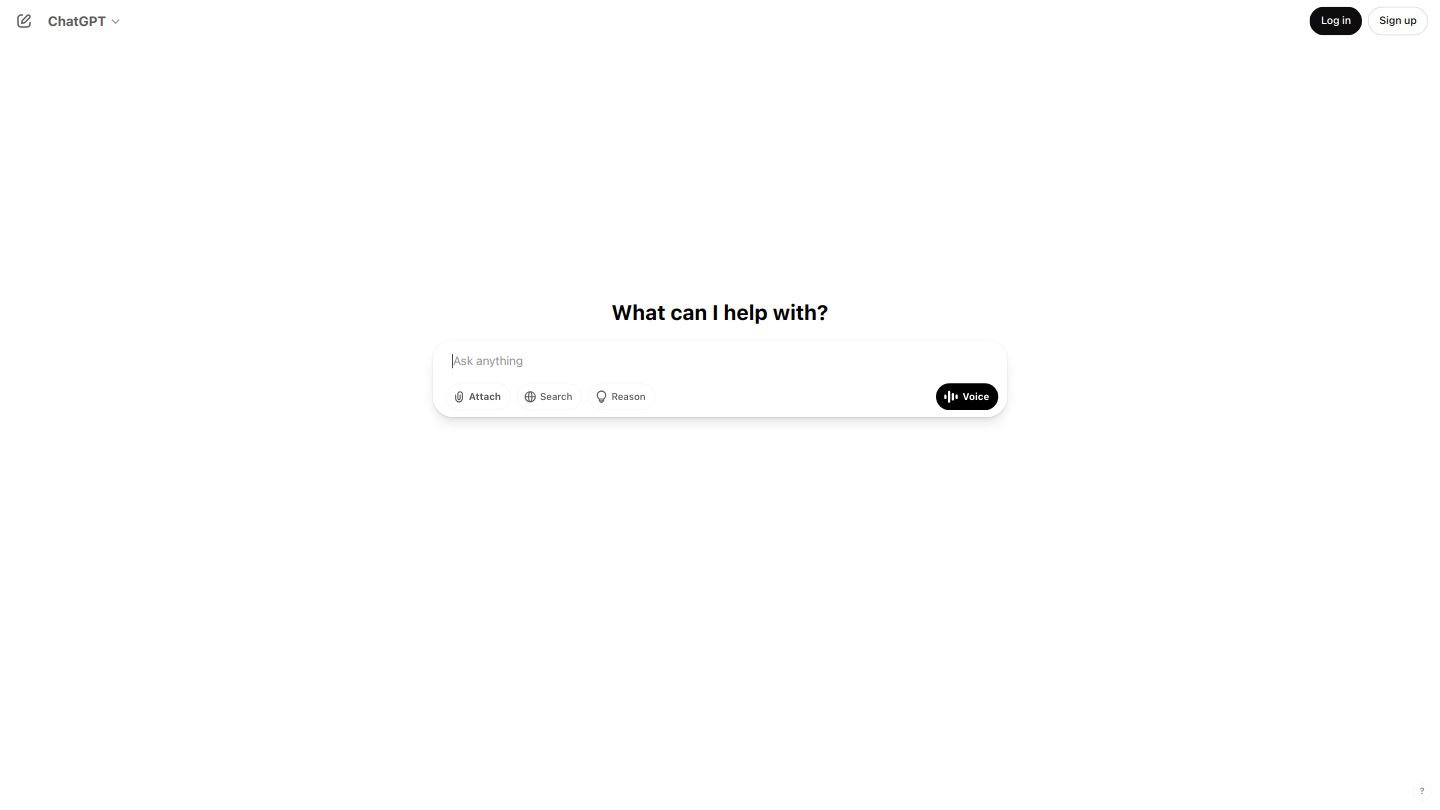 ChatGPT
Log in
Sign up
What can I help with?
Ask anything
Attach
Search
Reason
Voice
?